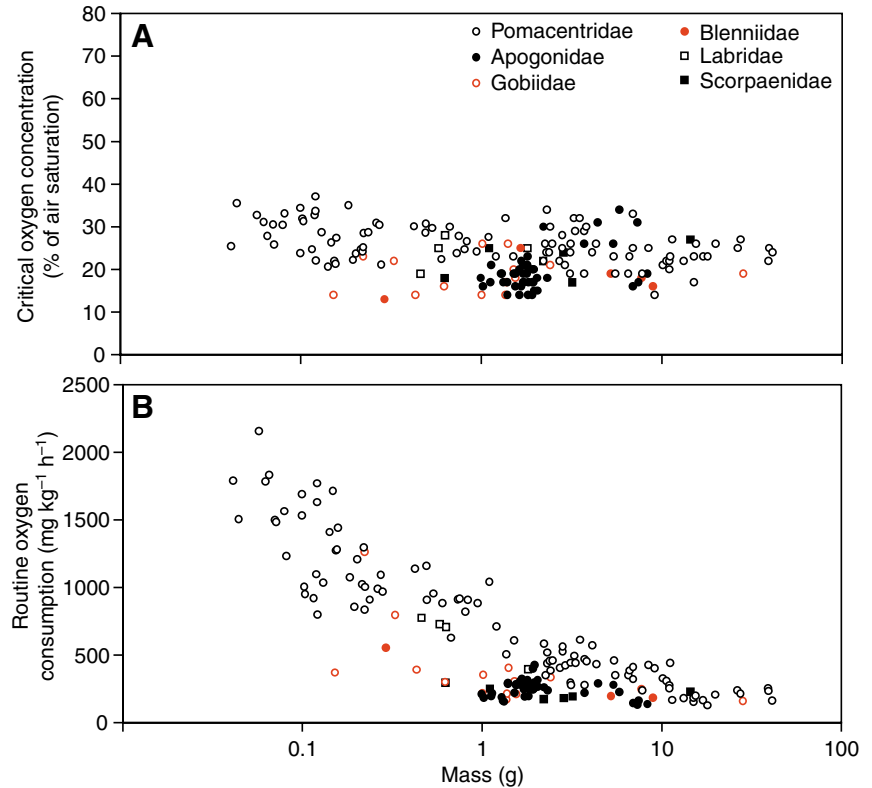 A
Pomacentridae
Apogonidae
Gobiidae
Blenniidae
Labridae
Scorpaenidae
Critical oxygen concentration
(% of air saturation)
80
70
60
50
40
30
20
10
0
B
Routine oxygen
consumption (mg kg⁻¹ h⁻¹)
2500
2000
1500
1000
500
0
0.1 1 10 100
Mass (g)